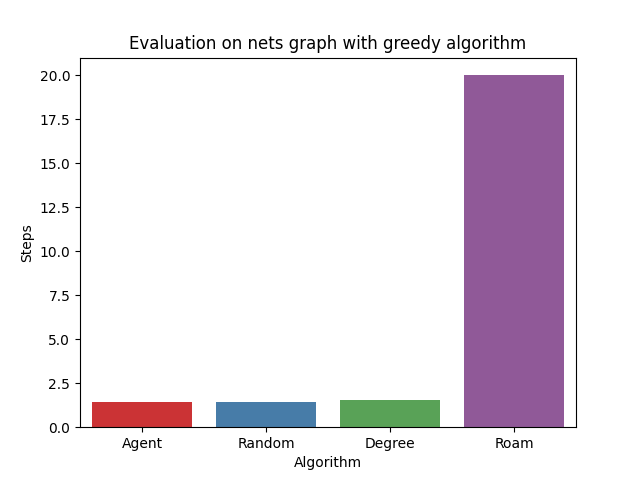 Evaluation on nets graph with greedy algorithm
20.0
17.5
15.0
12.5
10.0
7.5
5.0
2.5
0.0
Steps
Agent Random Degree Roam
Algorithm